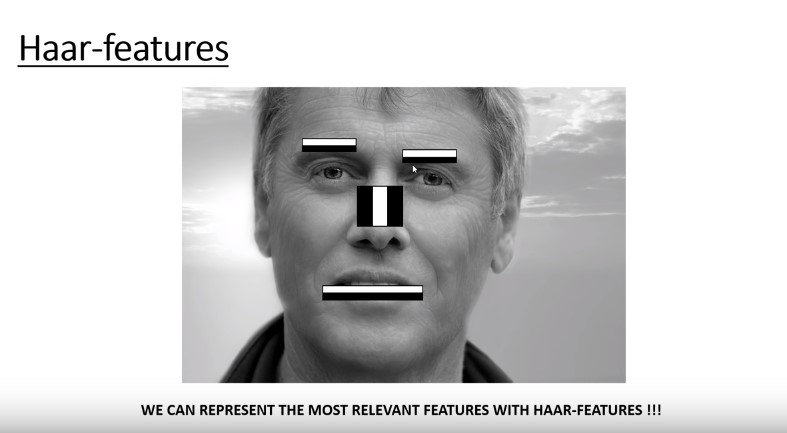 Haar-features
WE CAN REPRESENT THE MOST RELEVANT FEATURES WITH HAAR-FEATURES !!!